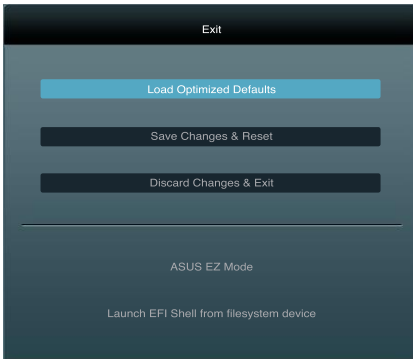 Exit
Load Optimized Defaults
Save Changes & Reset
Discard Changes & Exit
ASUS EZ Mode
Launch EFI Shell from filesystem device